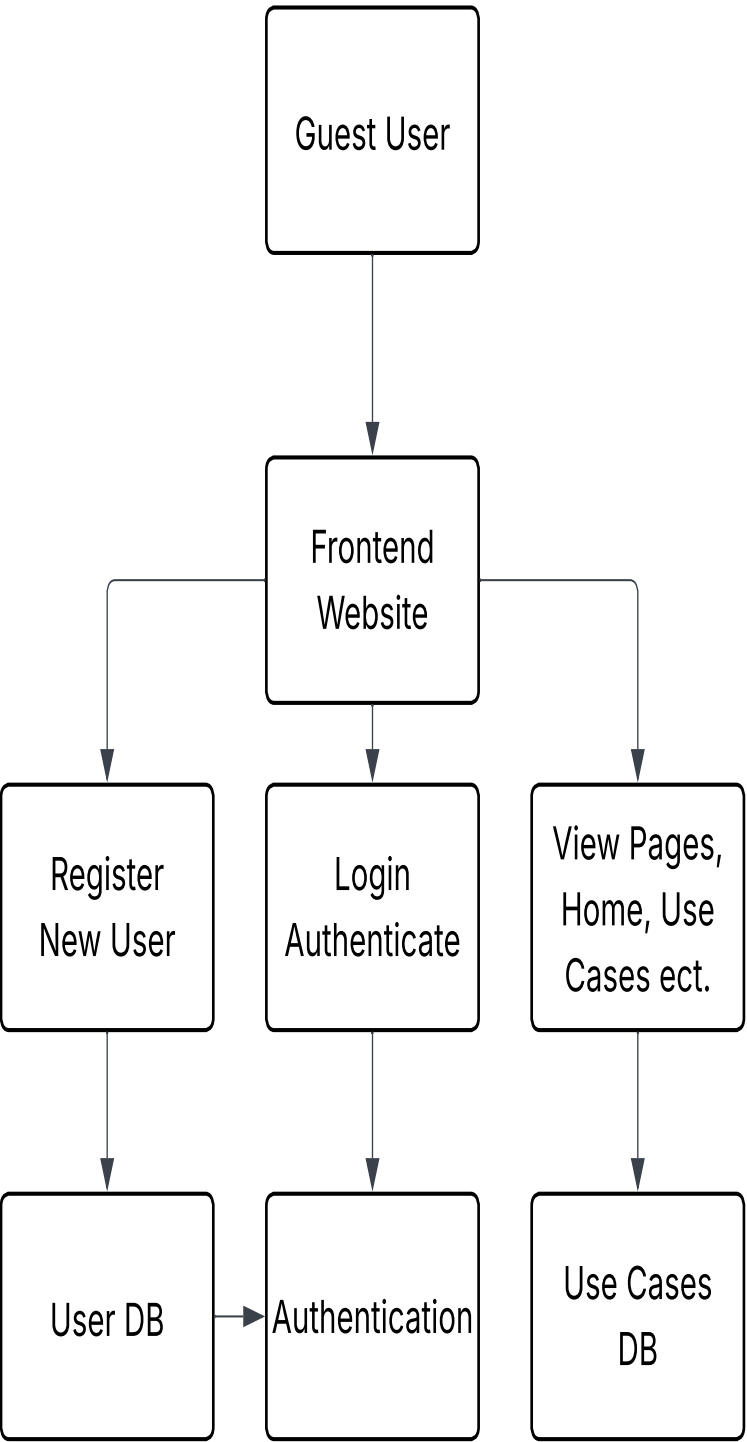 Guest User
Frontend
Website
Register
New User
Login
Authenticate
View Pages,
Home, Use
Cases ect.
User DB
Authentication
Use Cases
DB